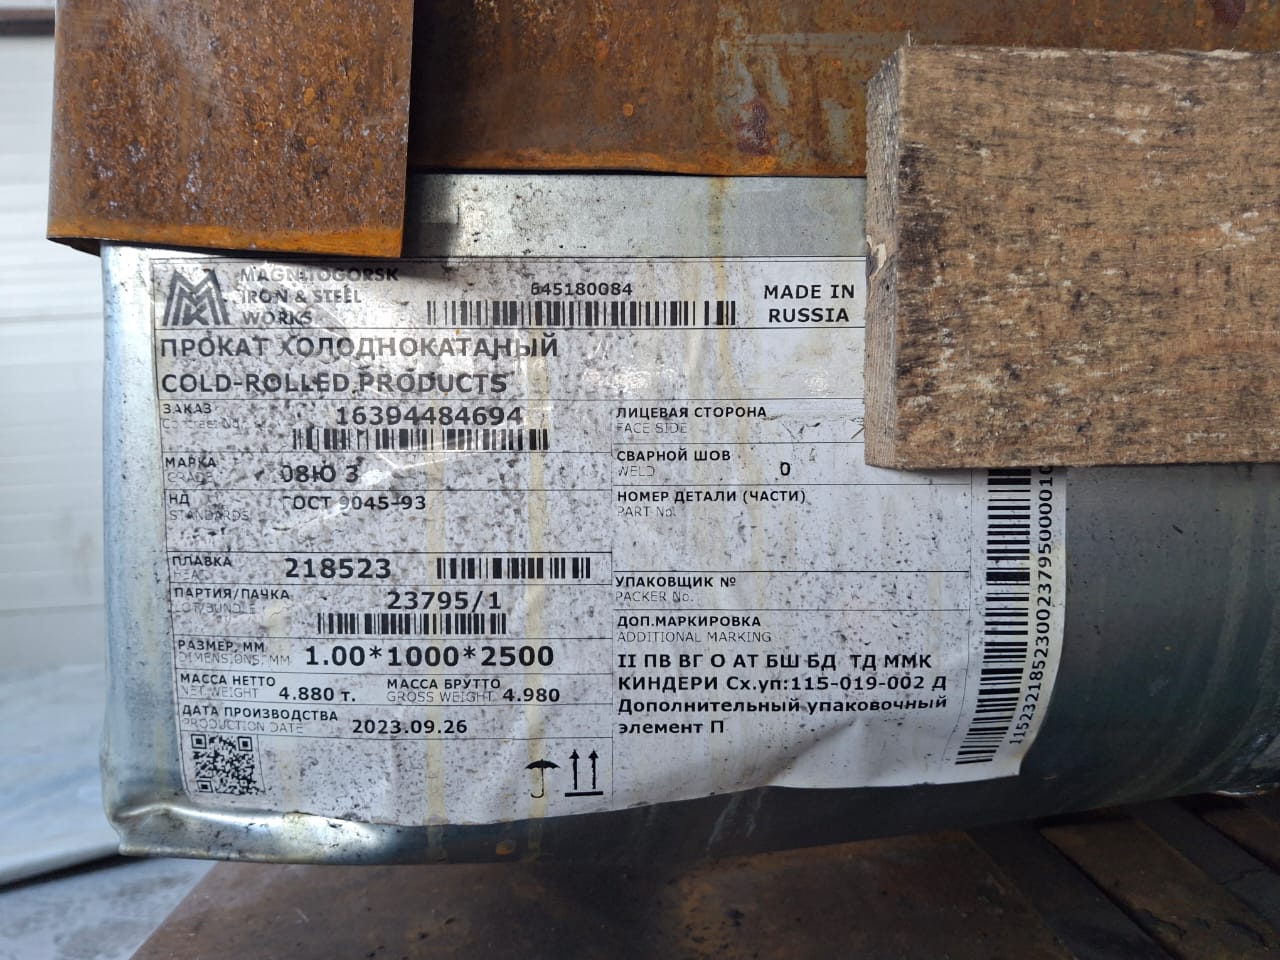 MAGNITOGORSK
IRON & STEEL
WORKS
645180084
MADE IN
RUSSIA
ПРОКАТ ХОЛОДНОКАТАНЫЙ
COLD-ROLLED PRODUCTS
ЗАКАЗ
Contract No.
16394484694
МАРКА
GRADE
08Ю 3
НД
STANDARDS
ГОСТ 9045-93
ПЛАВКА
HEAT
218523
ПАРТИЯ/ПАЧКА
LOT/BUNDLE
23795/1
РАЗМЕР, ММ
DIMENSIONS, MM
1.00*1000*2500
МАССА НЕТТО
NET WEIGHT
4.880 т.
МАССА БРУТТО
GROSS WEIGHT
4.980
ДАТА ПРОИЗВОДСТВА
PRODUCTION DATE
2023.09.26
ЛИЦЕВАЯ СТОРОНА
FACE SIDE
СВАРНОЙ ШОВ
WELD
0
НОМЕР ДЕТАЛИ (ЧАСТИ)
PART No.
УПАКОВЩИК №
PACKER No.
ДОП.МАРКИРОВКА
ADDITIONAL MARKING
II ПВ ВГ О АТ БШ БД ТД ММК
КИНДЕРИ Сх.уп:115-019-002 Д
Дополнительный упаковочный
элемент П